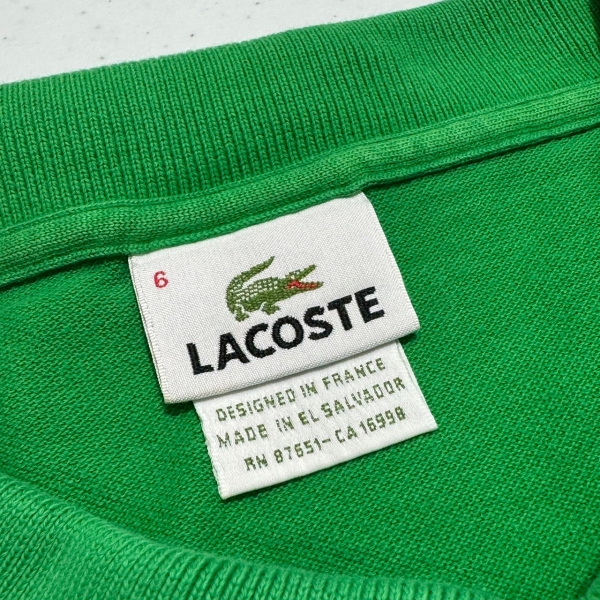 6
LACOSTE
DESIGNED IN FRANCE
MADE IN EL SALVADOR
RN 87651-CA 16998